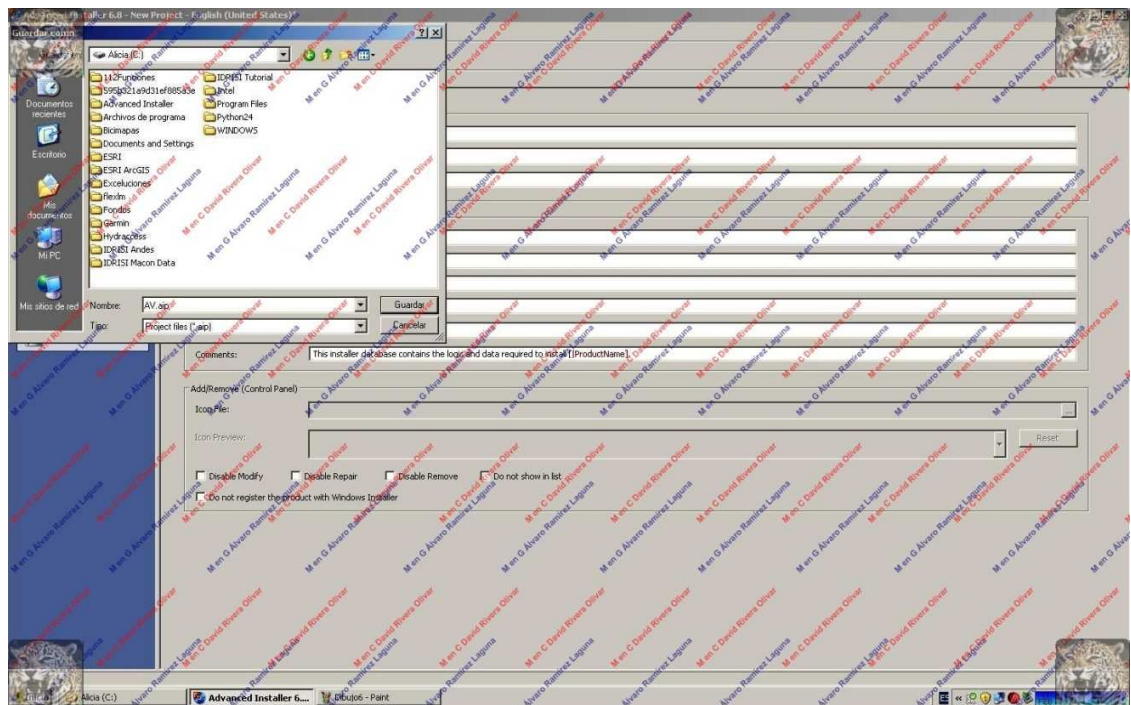 Advanced Installer 6.8 - New Project - English (United States)*
Guardar como
Alicia (C:)
112Funciones
IDRISI Tutorial
Intel
Advanced Installer
Program Files
Archivos de programa
Python24
Bicimapas
WINDOWS
Documents and Settings
ESRI
ESRI ArcGIS
Exceluciones
flexlm
Fondos
Garmin
Hydraccess
IDRISI Andes
IDRISI Macon Data
Documentos recientes
Escritorio
Mis documentos
Mi PC
Mis sitios de red
Nombre:
AV.aip
Guardar
Tipo:
Project files (*.aip)
Cancelar
Comments:
This installer database contains the logic and data required to install [|ProductName].
Add/Remove (Control Panel)
Icon File:
...
Icon Preview:
Reset
Disable Modify
Disable Repair
Disable Remove
Do not show in list
Do not register the product with Windows Installer
M en C David Rivera Olivar
M en G Álvaro Ramírez Laguna
Inicio
Alicia (C:)
Advanced Installer 6....
Dibujo6 - Paint
ES